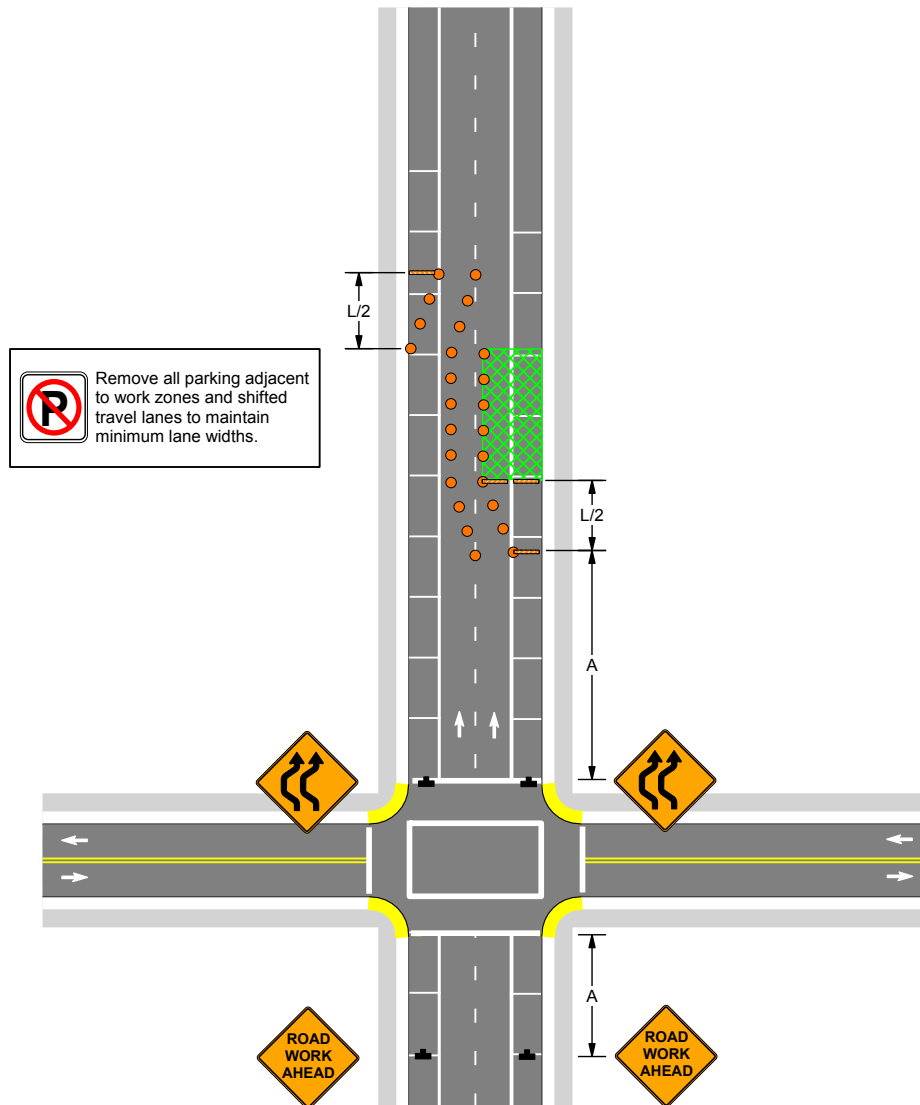 L/2
P
Remove all parking adjacent
to work zones and shifted
travel lanes to maintain
minimum lane widths.
L/2
A
A
ROAD
WORK
AHEAD
ROAD
WORK
AHEAD